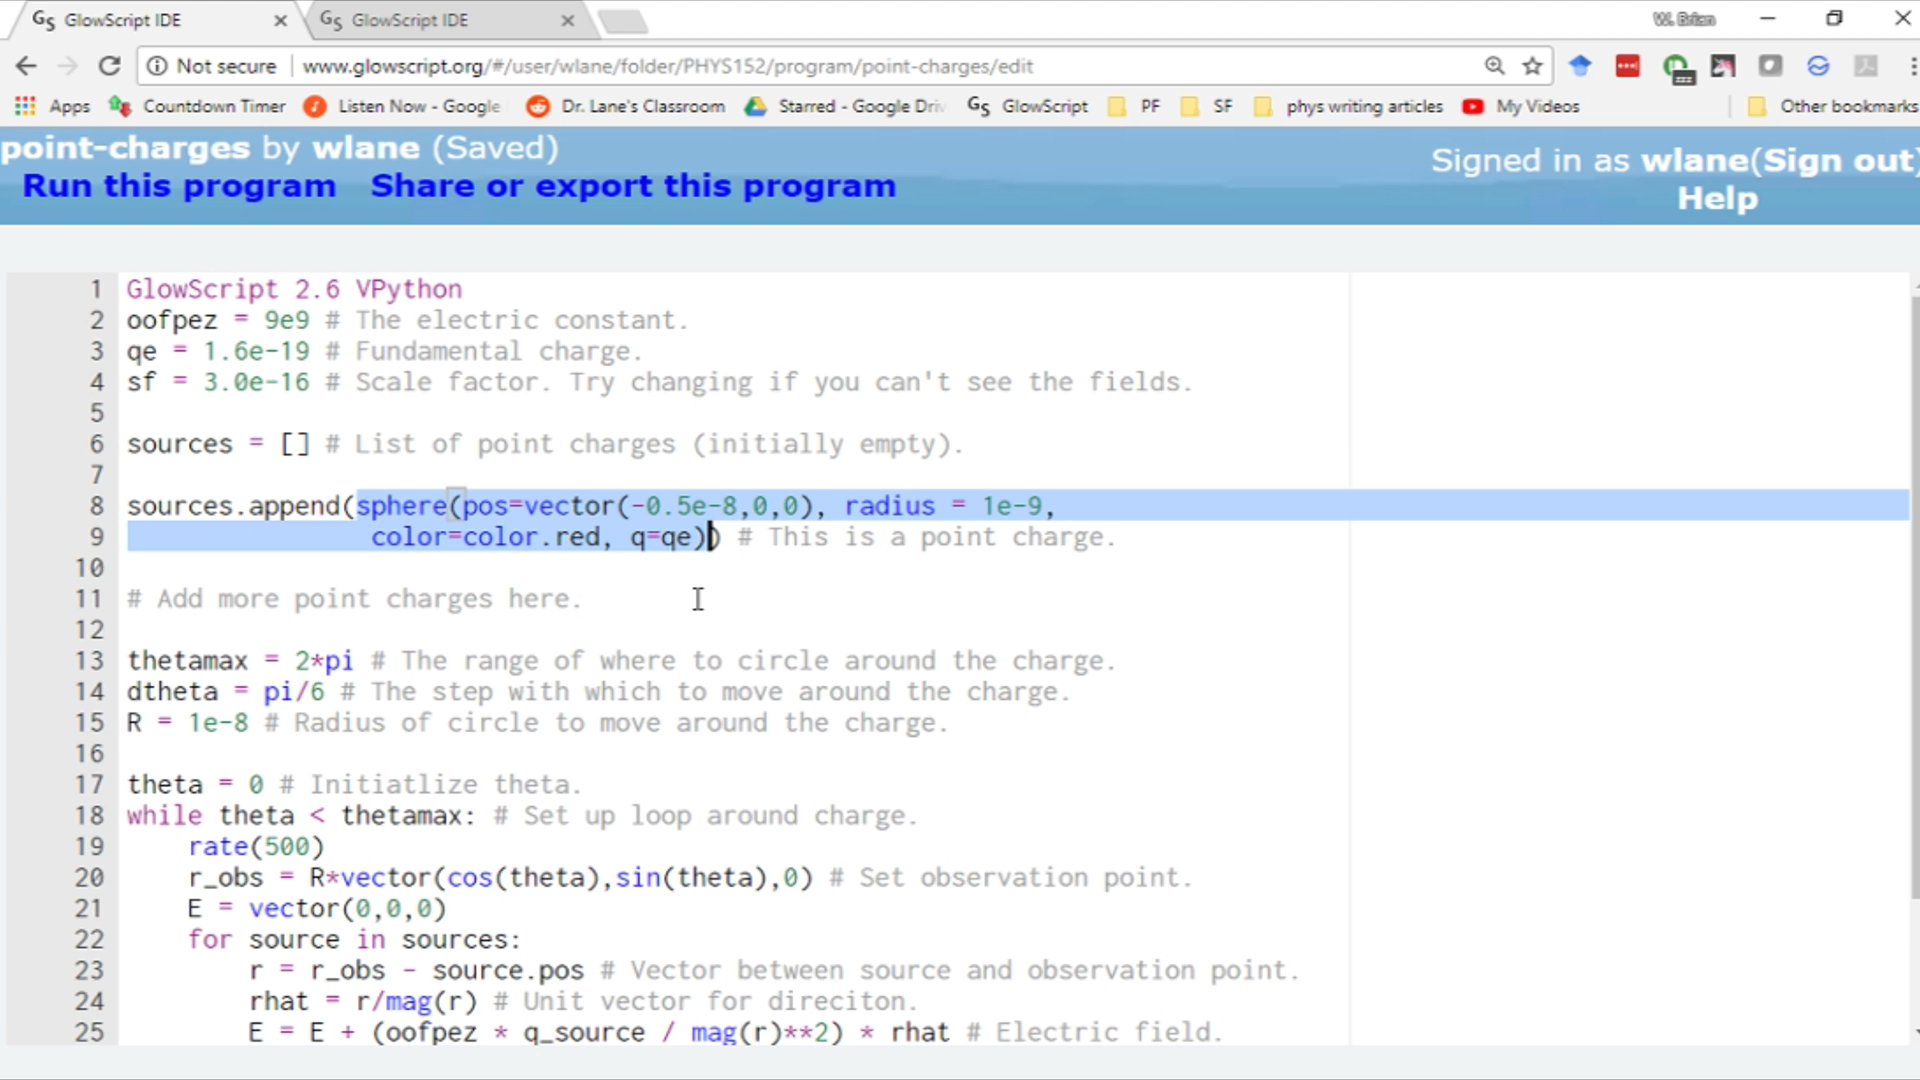 GlowScript IDE
GlowScript IDE
W. Brian
Not secure | www.glowscript.org/#/user/wlane/folder/PHYS152/program/point-charges/edit
Apps Countdown Timer Listen Now - Google Dr. Lane's Classroom Starred - Google Driv GlowScript PF SF phys writing articles My Videos Other bookmarks
point-charges by wlane (Saved)
Signed in as wlane(Sign out)
Run this program Share or export this program
Help
1 GlowScript 2.6 VPython
2 oofpez = 9e9 # The electric constant.
3 qe = 1.6e-19 # Fundamental charge.
4 sf = 3.0e-16 # Scale factor. Try changing if you can't see the fields.
5
6 sources = [] # List of point charges (initially empty).
7
8 sources.append(sphere(pos=vector(-0.5e-8,0,0), radius = 1e-9,
9 color=color.red, q=qe)) # This is a point charge.
10
11 # Add more point charges here.
12
13 thetamax = 2*pi # The range of where to circle around the charge.
14 dtheta = pi/6 # The step with which to move around the charge.
15 R = 1e-8 # Radius of circle to move around the charge.
16
17 theta = 0 # Initiatlize theta.
18 while theta < thetamax: # Set up loop around charge.
19 rate(500)
20 r_obs = R*vector(cos(theta),sin(theta),0) # Set observation point.
21 E = vector(0,0,0)
22 for source in sources:
23 r = r_obs - source.pos # Vector between source and observation point.
24 rhat = r/mag(r) # Unit vector for direciton.
25 E = E + (oofpez * q_source / mag(r)**2) * rhat # Electric field.